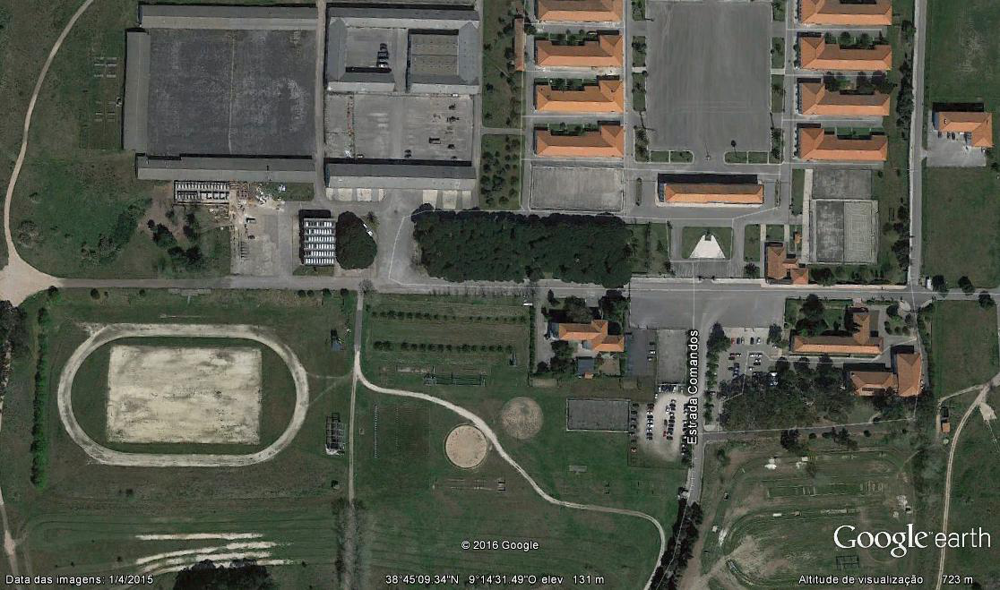 Estrada Comandos
© 2016 Google
Google earth
Data das imagens: 1/4/2015 38°45'09.34"N 9°14'31.49"O elev 131 m Altitude de visualização 723 m